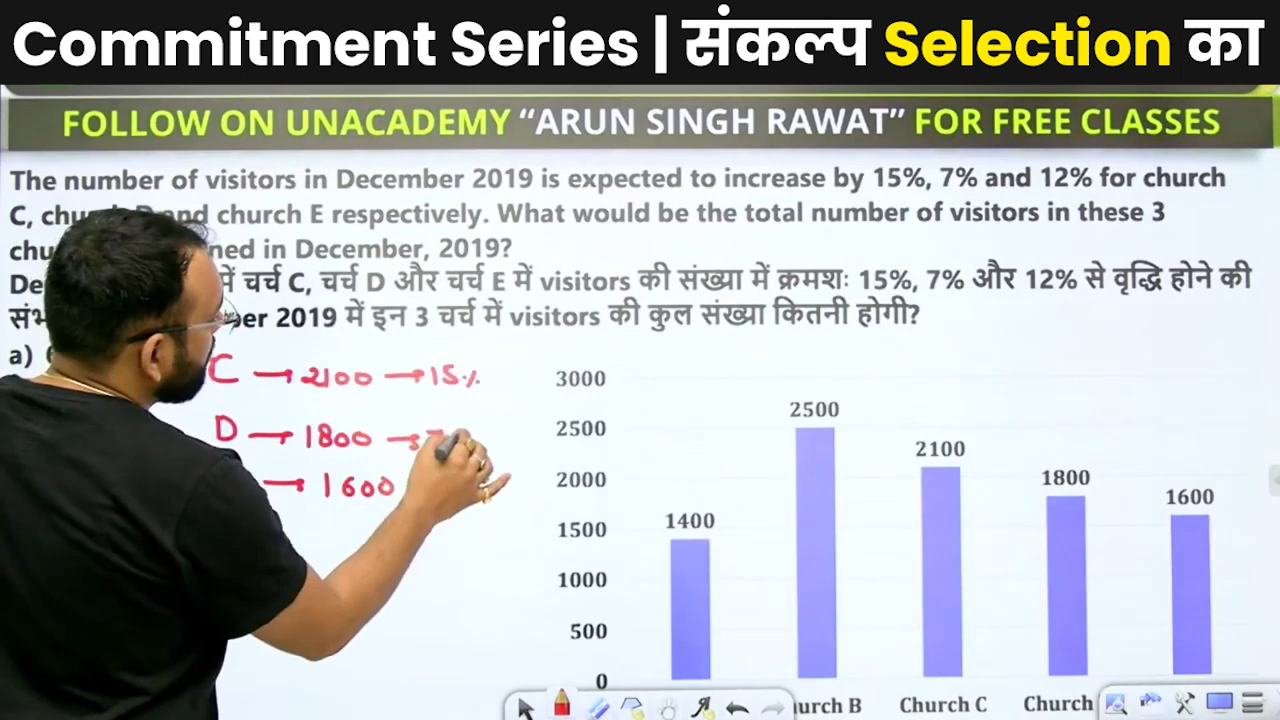 Commitment Series | संकल्प Selection का
FOLLOW ON UNACADEMY “ARUN SINGH RAWAT” FOR FREE CLASSES
The number of visitors in December 2019 is expected to increase by 15%, 7% and 12% for church
C, and church E respectively. What would be the total number of visitors in these 3
in December, 2019?
में चर्च C, चर्च D और चर्च E में visitors की संख्या में क्रमशः 15%, 7% और 12% से वृद्धि होने की
2019 में इन 3 चर्च में visitors की कुल संख्या कितनी होगी?
a)
C → 2100 → 15%
D → 1800 →
→ 1600
3000
2500
2000
1500
1000
500
0
1400
2500
2100
1800
1600
B
Church C
Church